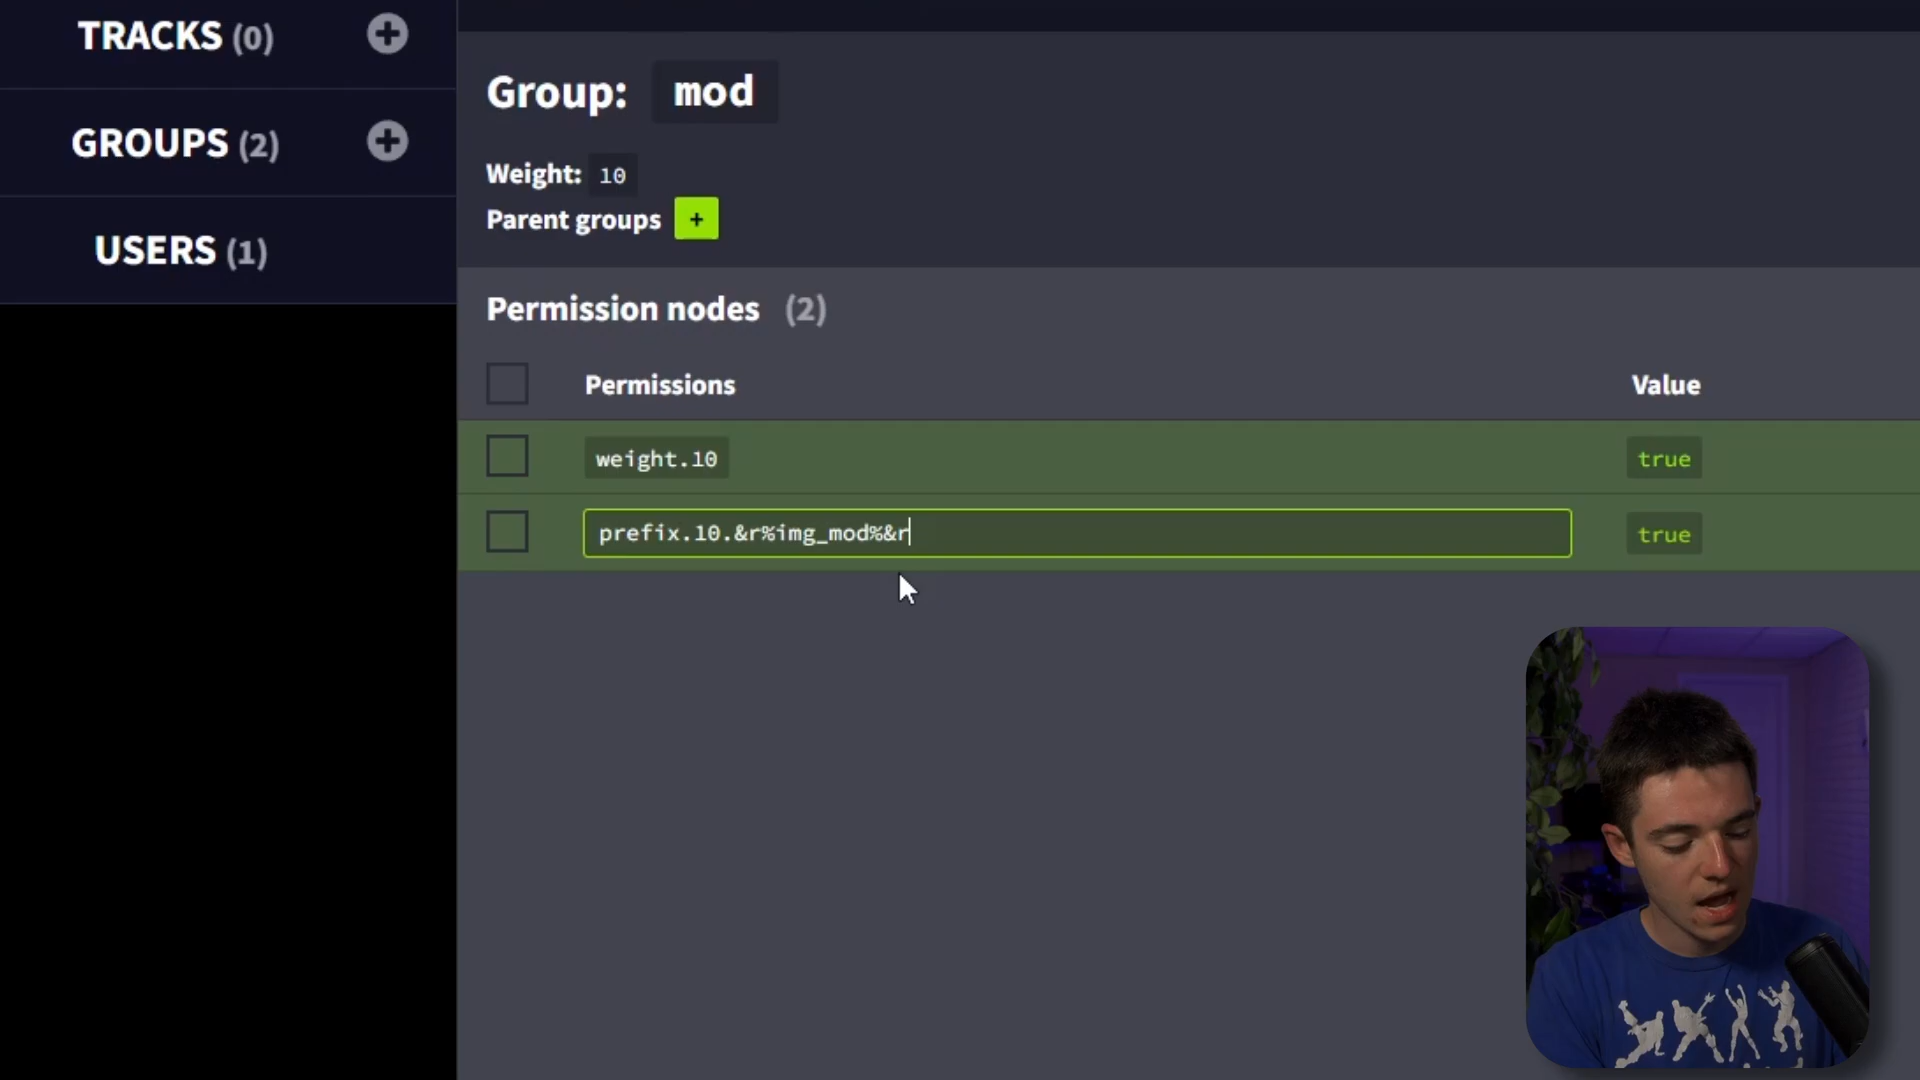 TRACKS (0)
GROUPS (2)
USERS (1)
Group: mod
Weight: 10
Parent groups +
Permission nodes (2)
Permissions Value
weight.10 true
prefix.10.&r%img_mod%&r true